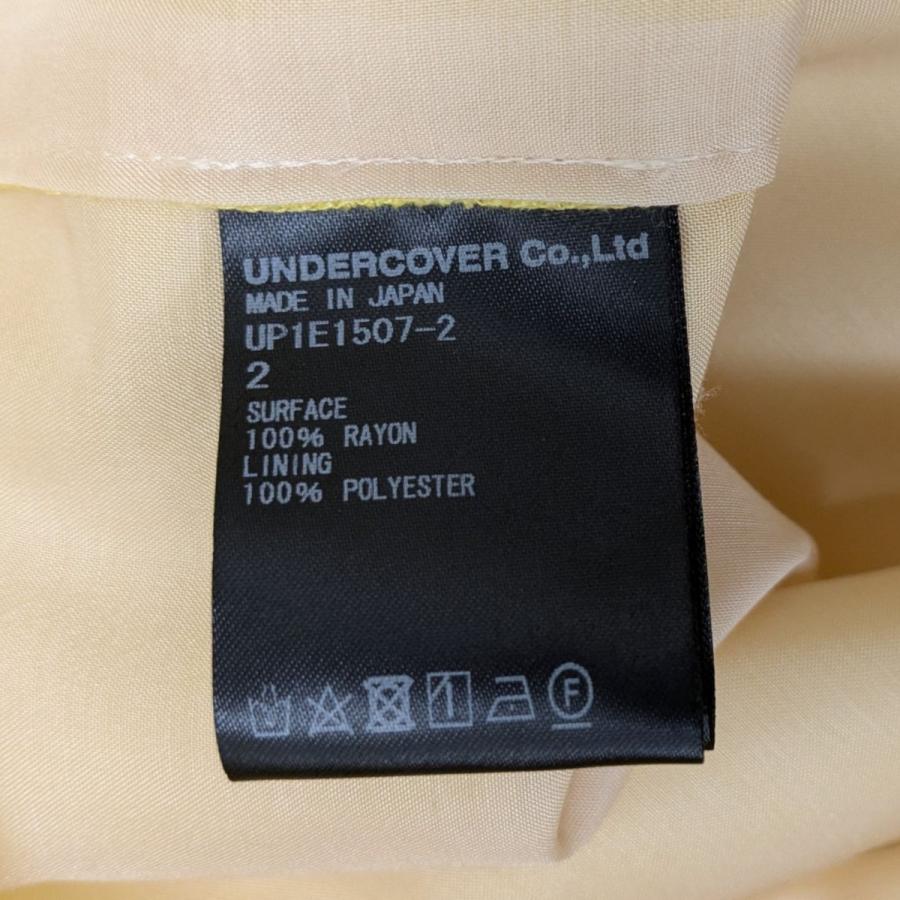 UNDERCOVER Co.,Ltd
MADE IN JAPAN
UP1E1507-2
2
SURFACE
100% RAYON
LINING
100% POLYESTER
F